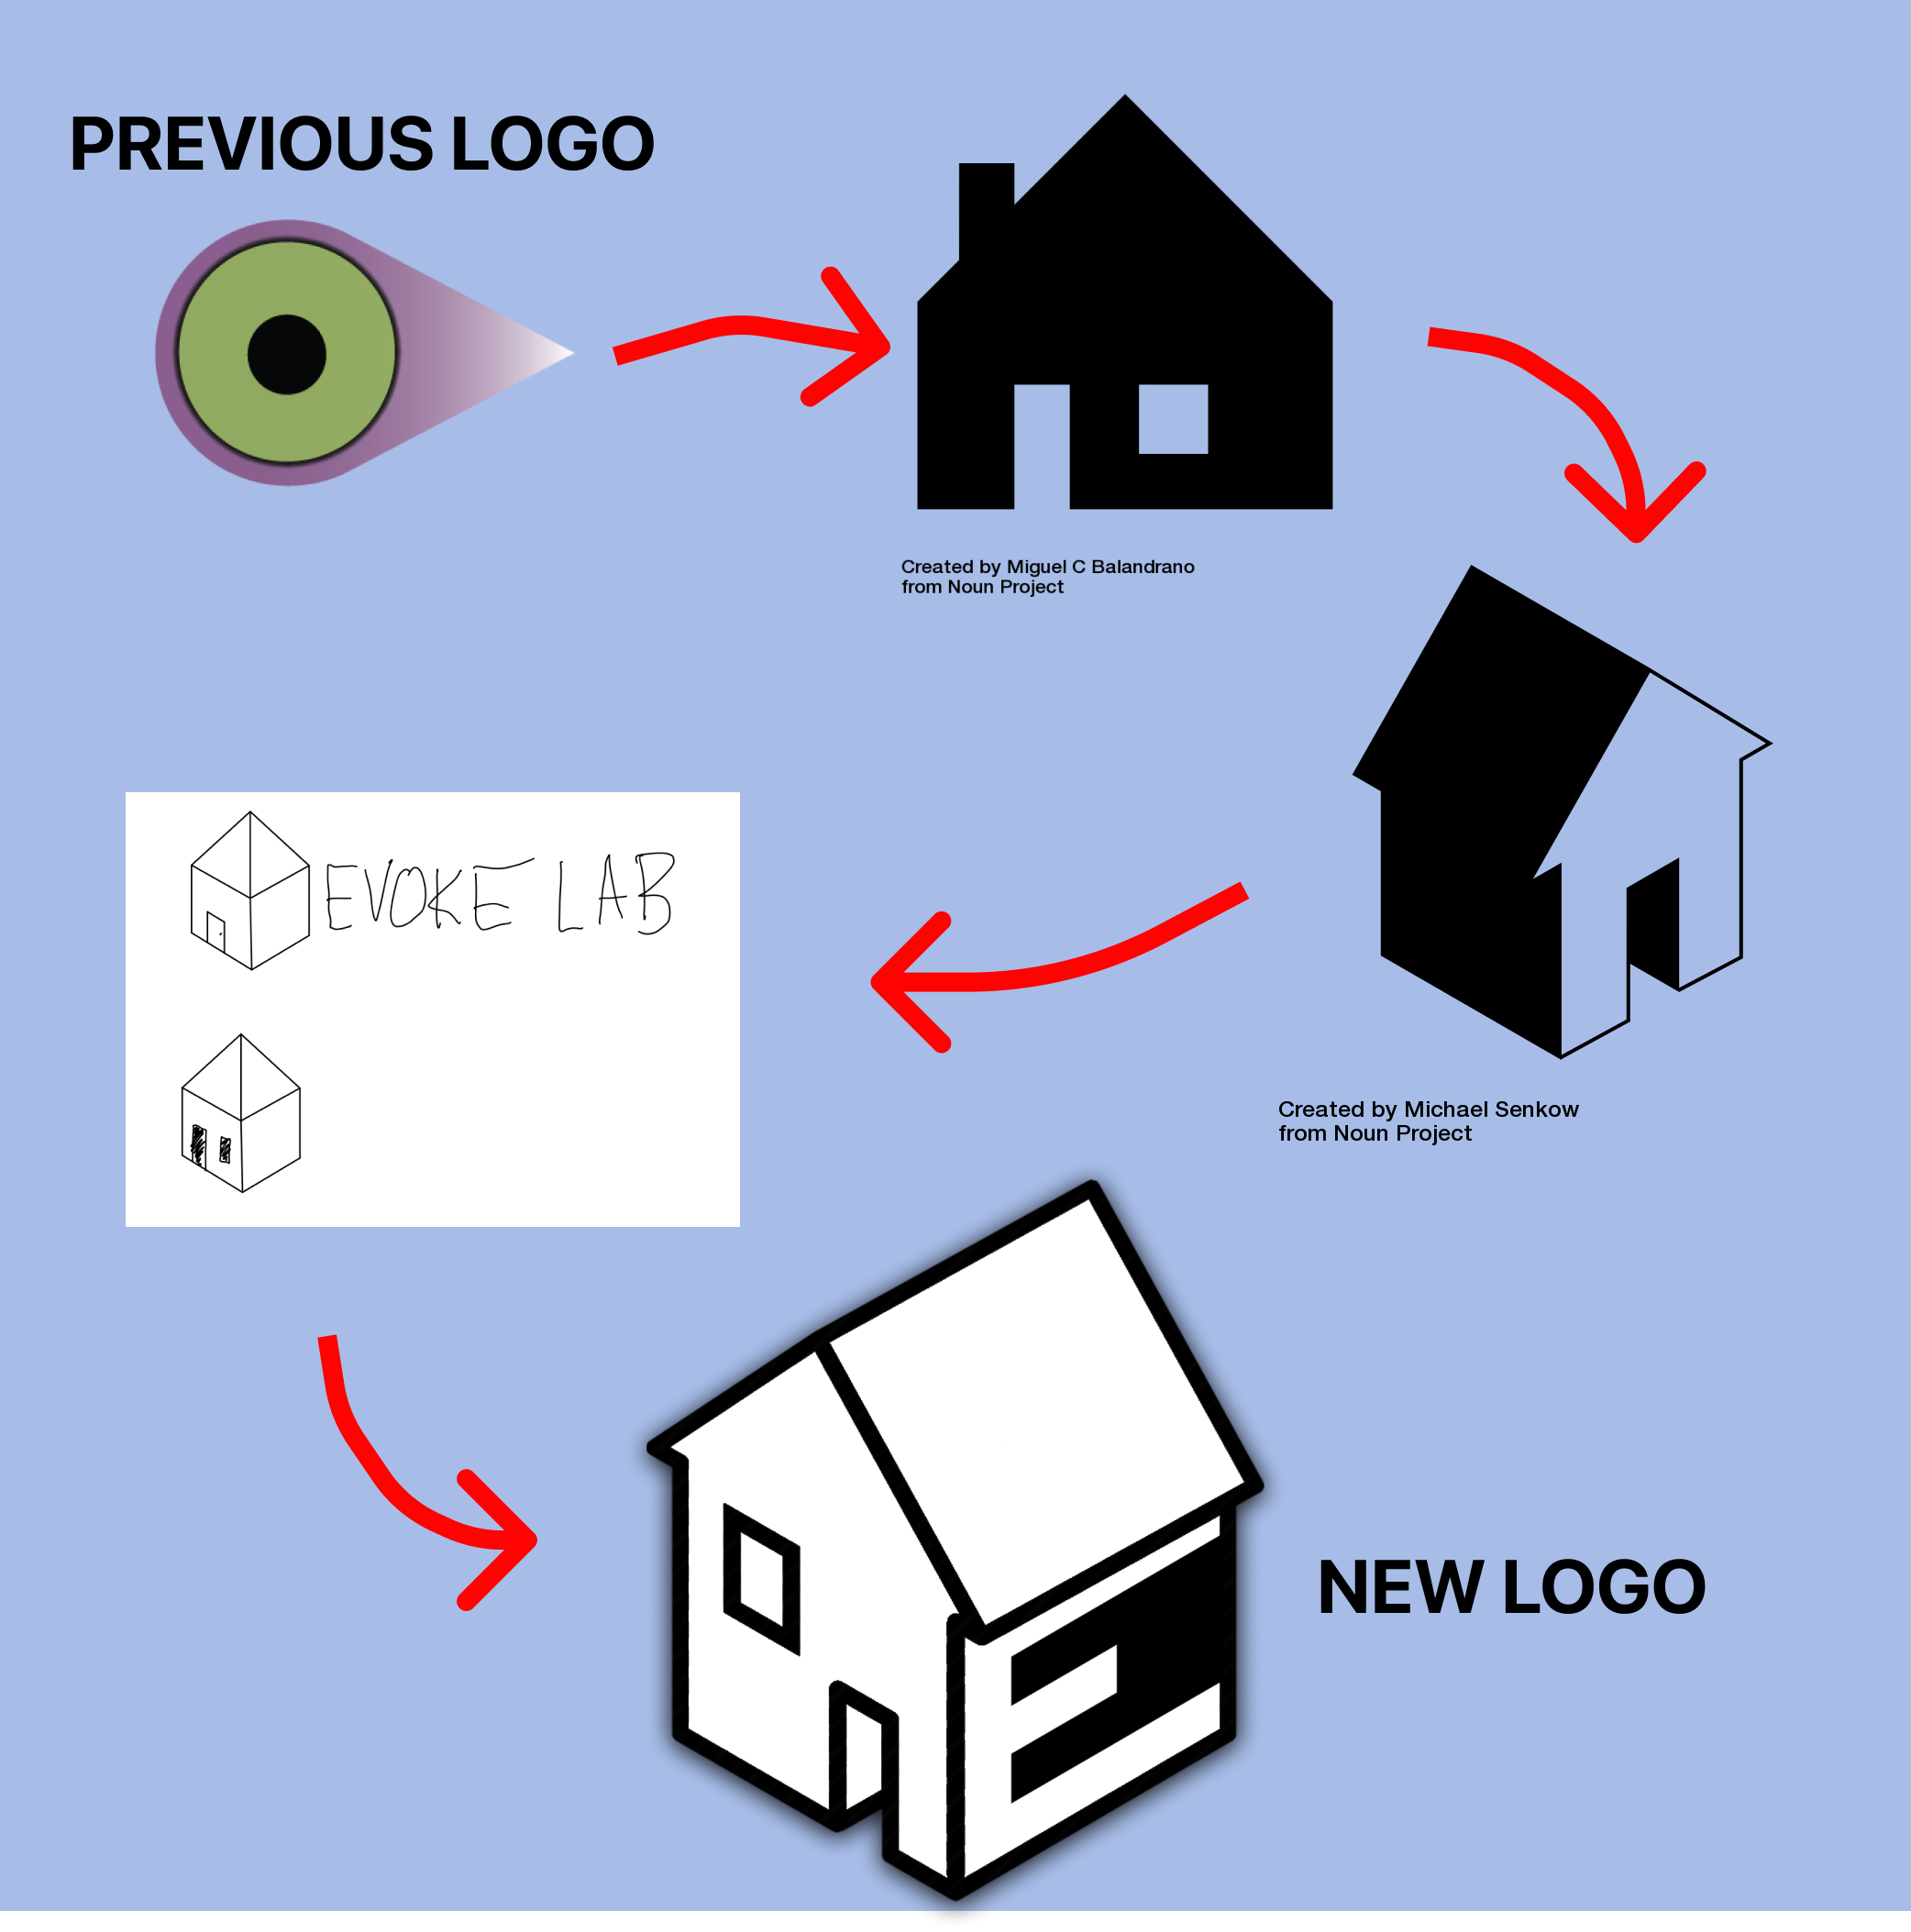 PREVIOUS LOGO
Created by Miguel C Balandrano
from Noun Project
EVOKE LAB
Created by Michael Senkow
from Noun Project
NEW LOGO